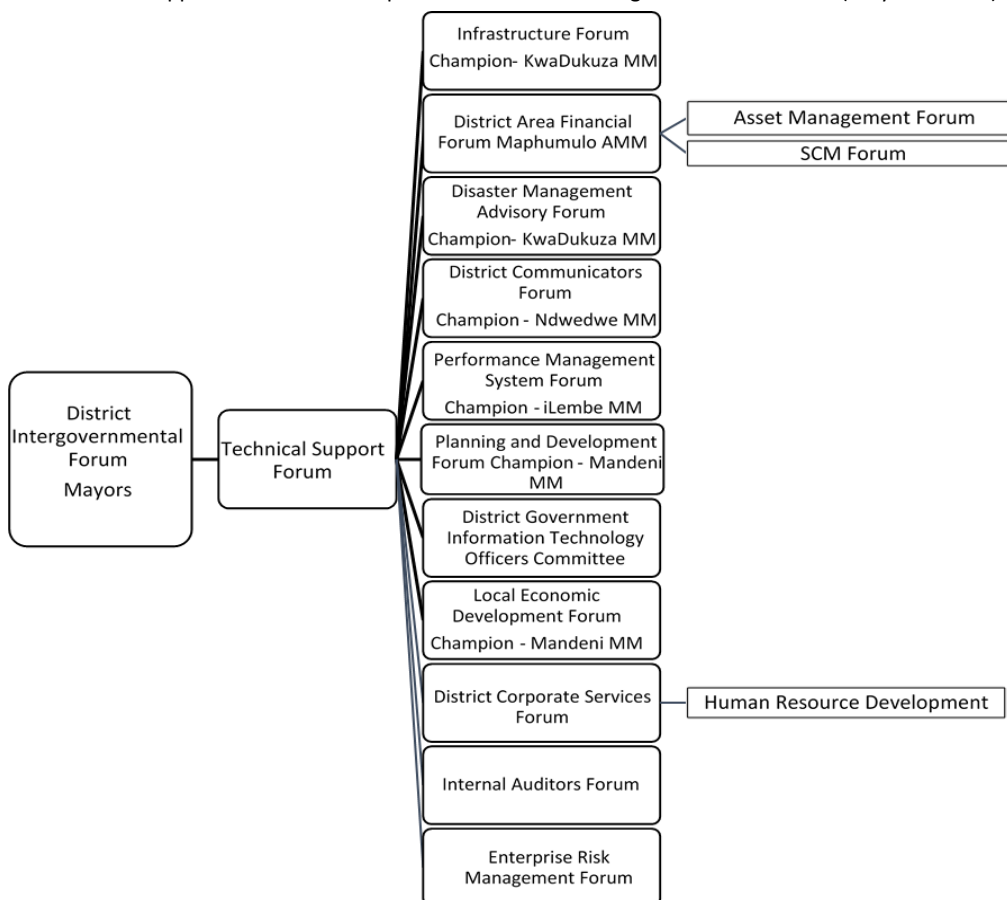 Infrastructure Forum
Champion- KwaDukuza MM
District Area Financial
Forum Maphumulo AMM
Asset Management Forum
SCM Forum
Disaster Management
Advisory Forum
Champion- KwaDukuza MM
District Communicators
Forum
Champion - Ndwedwe MM
Performance Management
System Forum
Champion - iLembe MM
District
Intergovernmental
Forum
Mayors
Technical Support
Forum
Planning and Development
Forum Champion - Mandeni
MM
District Government
Information Technology
Officers Committee
Local Economic
Development Forum
Champion - Mandeni MM
District Corporate Services
Forum
Human Resource Development
Internal Auditors Forum
Enterprise Risk
Management Forum